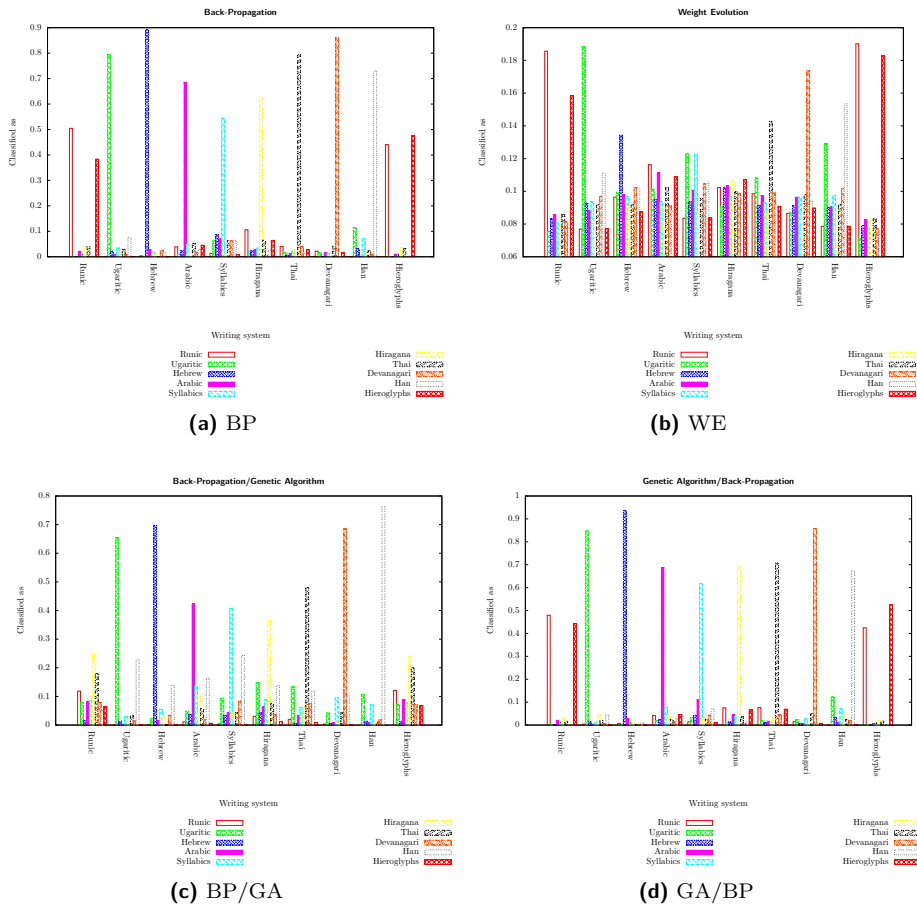 Back-Propagation
0.9
0.8
0.7
0.6
0.5
0.4
0.3
0.2
0.1
0
Classified as
Runic
Ugaritic
Hebrew
Arabic
Syllabics
Hiragana
Thai
Devanagari
Han
Hieroglyphs
Writing system
Runic
Ugaritic
Hebrew
Arabic
Syllabics
Hiragana
Thai
Devanagari
Han
Hieroglyphs
(a) BP
Weight Evolution
0.2
0.18
0.16
0.14
0.12
0.1
0.08
0.06
Classified as
Runic
Ugaritic
Hebrew
Arabic
Syllabics
Hiragana
Thai
Devanagari
Han
Hieroglyphs
Writing system
Runic
Ugaritic
Hebrew
Arabic
Syllabics
Hiragana
Thai
Devanagari
Han
Hieroglyphs
(b) WE
Back-Propagation/Genetic Algorithm
0.8
0.7
0.6
0.5
0.4
0.3
0.2
0.1
0
Classified as
Runic
Ugaritic
Hebrew
Arabic
Syllabics
Hiragana
Thai
Devanagari
Han
Hieroglyphs
Writing system
Runic
Ugaritic
Hebrew
Arabic
Syllabics
Hiragana
Thai
Devanagari
Han
Hieroglyphs
(c) BP/GA
Genetic Algorithm/Back-Propagation
1
0.9
0.8
0.7
0.6
0.5
0.4
0.3
0.2
0.1
0
Classified as
Runic
Ugaritic
Hebrew
Arabic
Syllabics
Hiragana
Thai
Devanagari
Han
Hieroglyphs
Writing system
Runic
Ugaritic
Hebrew
Arabic
Syllabics
Hiragana
Thai
Devanagari
Han
Hieroglyphs
(d) GA/BP